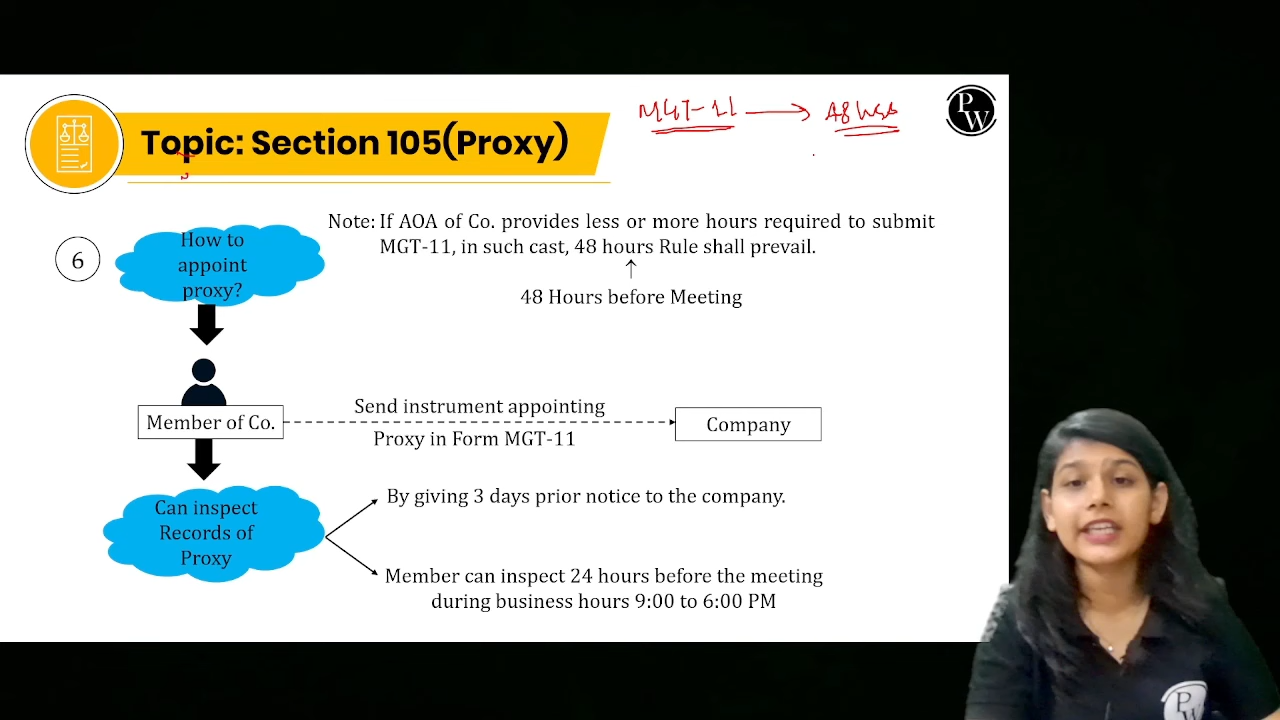 MGT-11 → 48 hrs
PW
Topic: Section 105(Proxy)
Note: If AOA of Co. provides less or more hours required to submit
MGT-11, in such cast, 48 hours Rule shall prevail.
↑
48 Hours before Meeting
6
How to
appoint
proxy?
Member of Co.
Send instrument appointing
Proxy in Form MGT-11
Company
Can inspect
Records of
Proxy
By giving 3 days prior notice to the company.
Member can inspect 24 hours before the meeting
during business hours 9:00 to 6:00 PM
PW